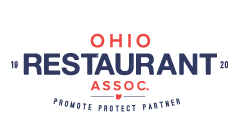 OHIO
19 RESTAURANT 20
ASSOC.
PROMOTE PROTECT PARTNER